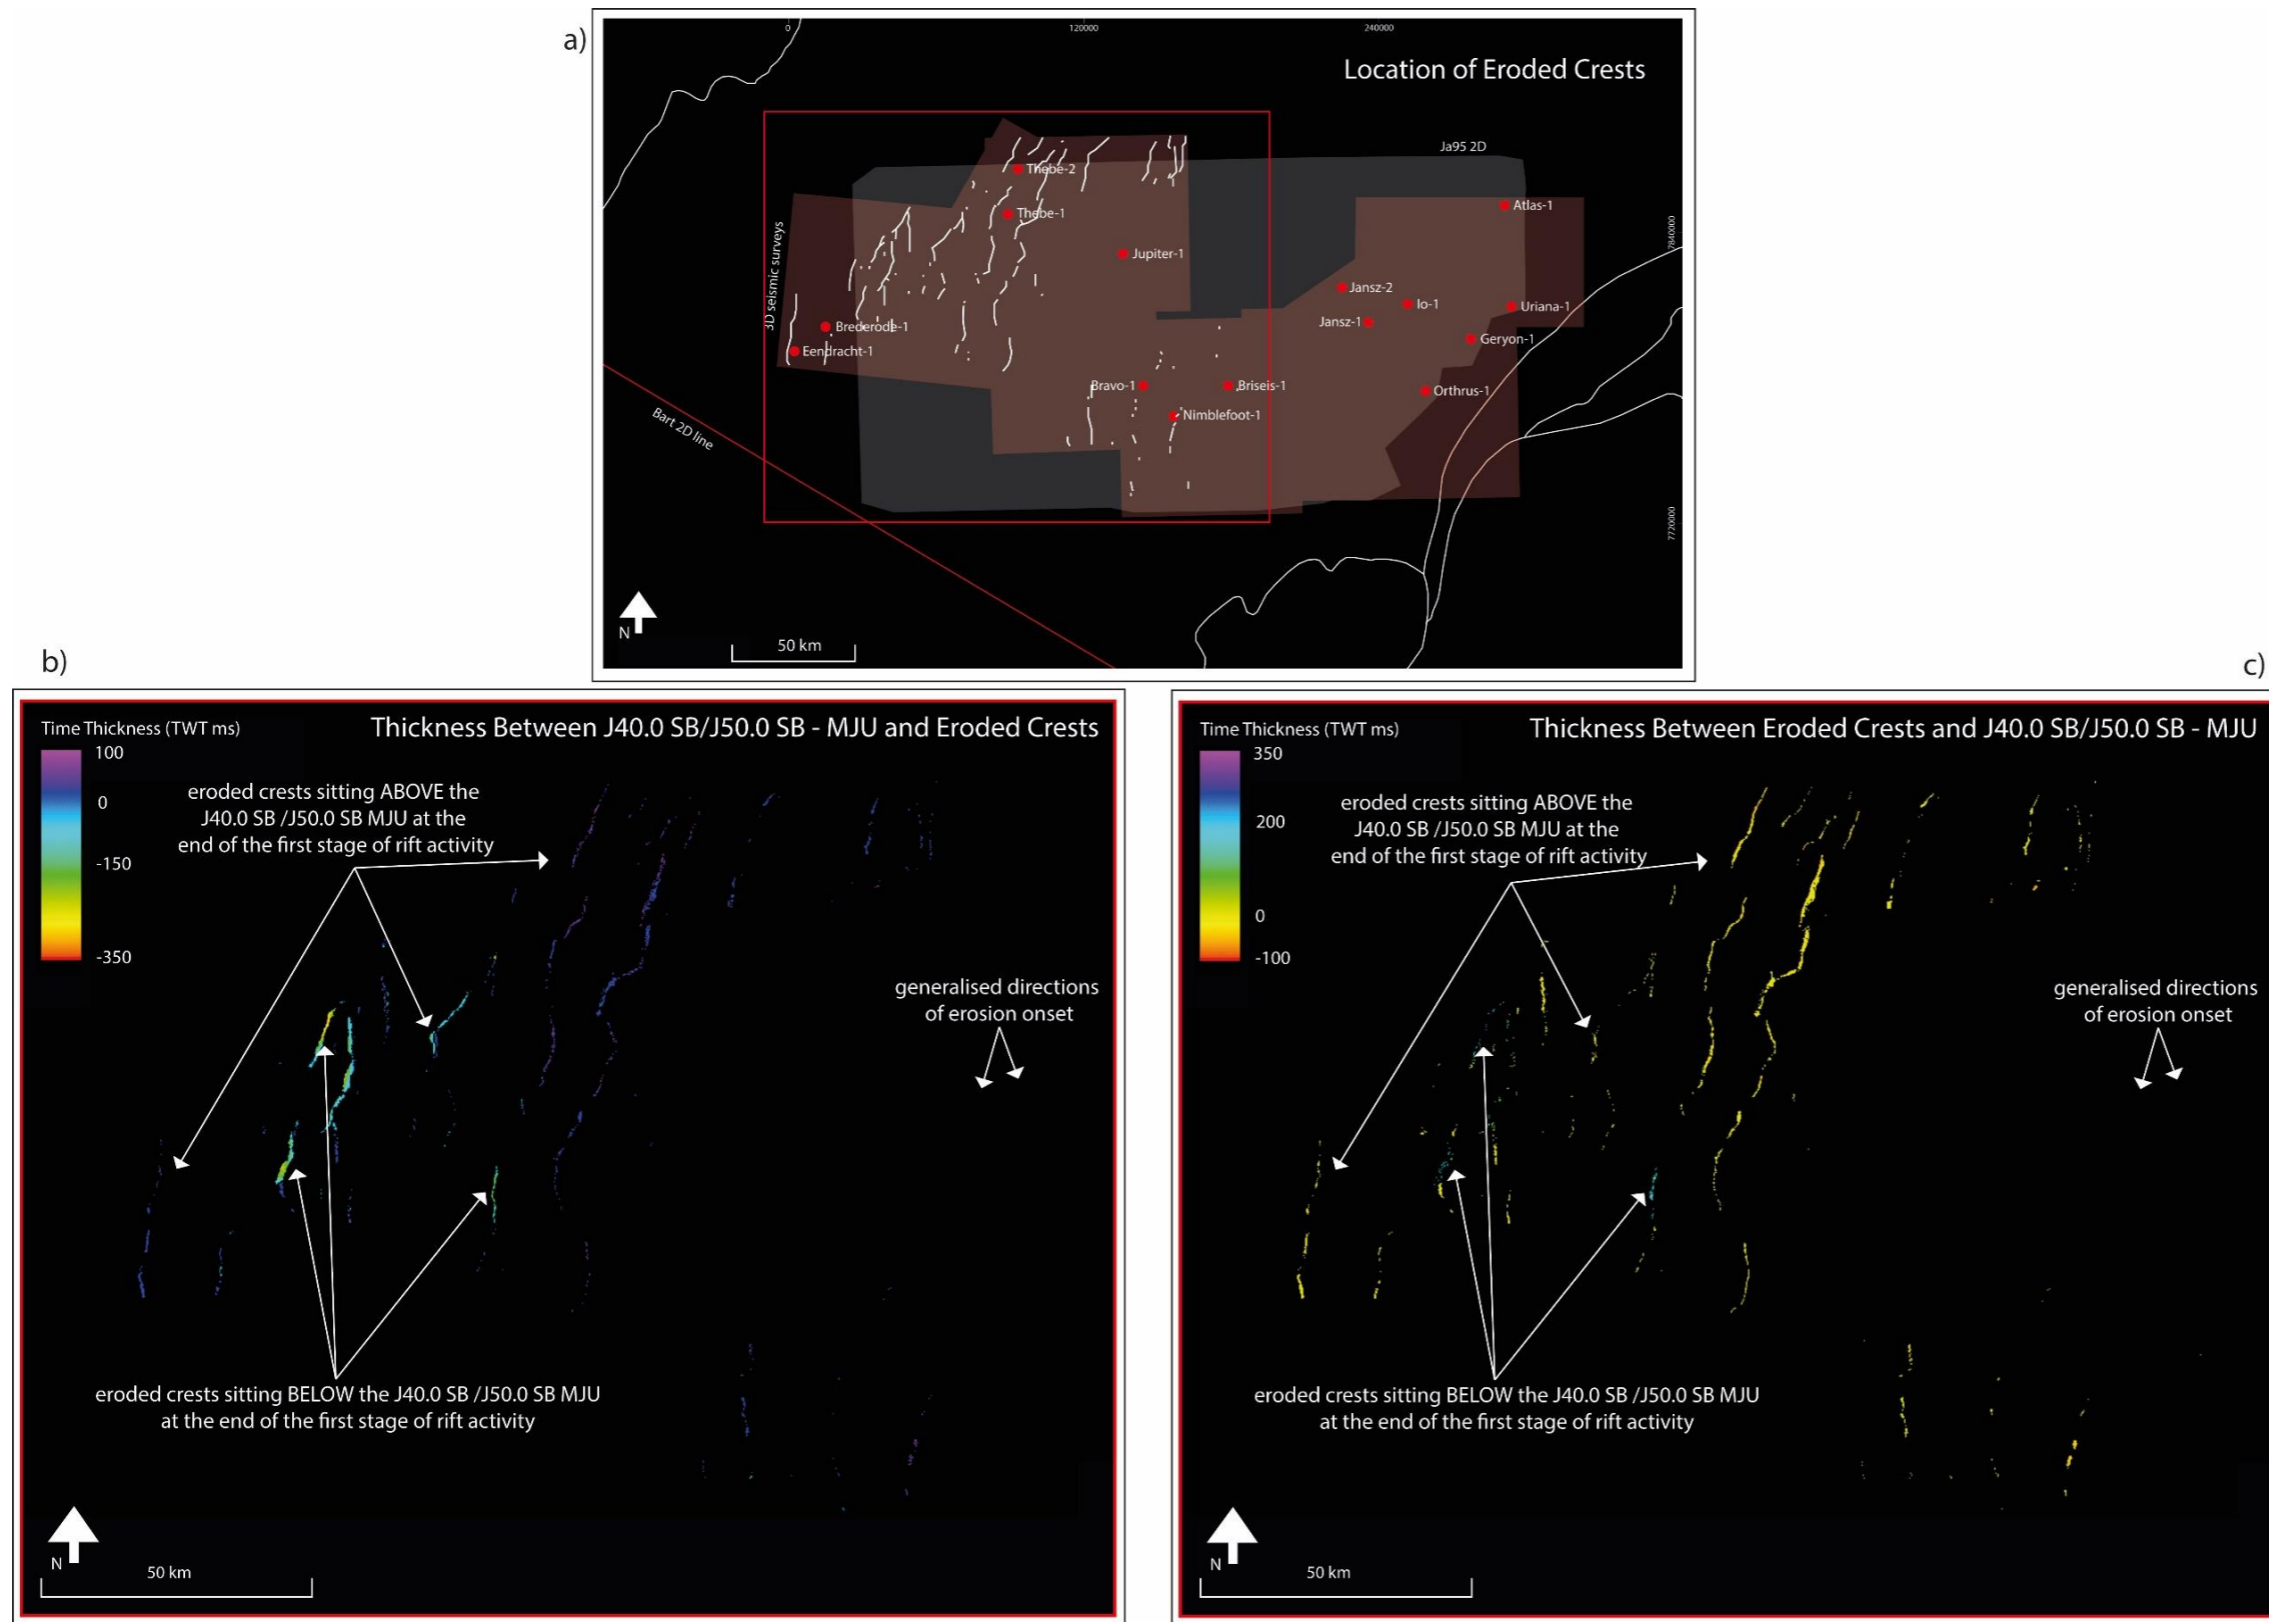 a)
0
120000
240000
Location of Eroded Crests
Ja95 2D
Thebe-2
Thebe-1
Atlas-1
7840000
3D seismic surveys
Jupiter-1
Jansz-2
Io-1
Uriana-1
Jansz-1
Brederode-1
Geryon-1
Eendracht-1
Bravo-1
Briseis-1
Orthrus-1
Nimblefoot-1
Bart 2D line
7720000
N
50 km
b)
Time Thickness (TWT ms)
Thickness Between J40.0 SB/J50.0 SB - MJU and Eroded Crests
100
0
-150
-350
eroded crests sitting ABOVE the
J40.0 SB /J50.0 SB MJU at the
end of the first stage of rift activity
generalised directions
of erosion onset
eroded crests sitting BELOW the J40.0 SB /J50.0 SB MJU
at the end of the first stage of rift activity
N
50 km
c)
Time Thickness (TWT ms)
Thickness Between Eroded Crests and J40.0 SB/J50.0 SB - MJU
350
200
0
-100
eroded crests sitting ABOVE the
J40.0 SB /J50.0 SB MJU at the
end of the first stage of rift activity
generalised directions
of erosion onset
eroded crests sitting BELOW the J40.0 SB /J50.0 SB MJU
at the end of the first stage of rift activity
N
50 km